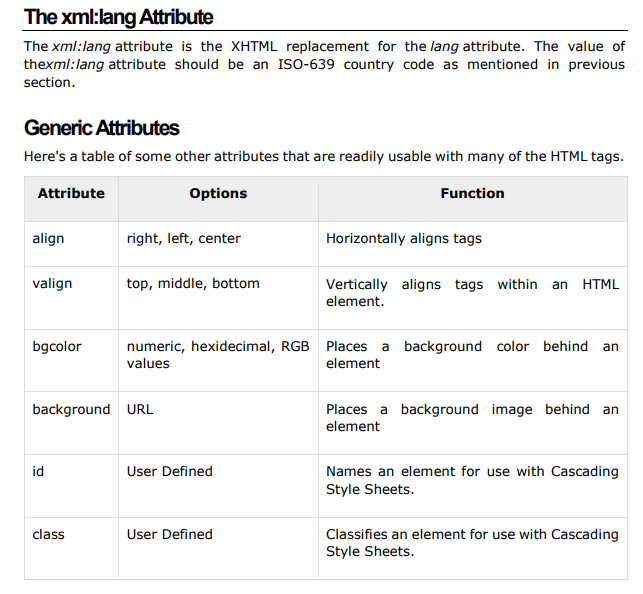 The xml:lang Attribute
The xml:lang attribute is the XHTML replacement for the lang attribute. The value of
thexml:lang attribute should be an ISO-639 country code as mentioned in previous
section.
Generic Attributes
Here's a table of some other attributes that are readily usable with many of the HTML tags.
Attribute Options Function
align right, left, center Horizontally aligns tags
valign top, middle, bottom Vertically aligns tags within an HTML
element.
bgcolor numeric, hexidecimal, RGB Places a background color behind an
values element
background URL Places a background image behind an
element
id User Defined Names an element for use with Cascading
Style Sheets.
class User Defined Classifies an element for use with Cascading
Style Sheets.